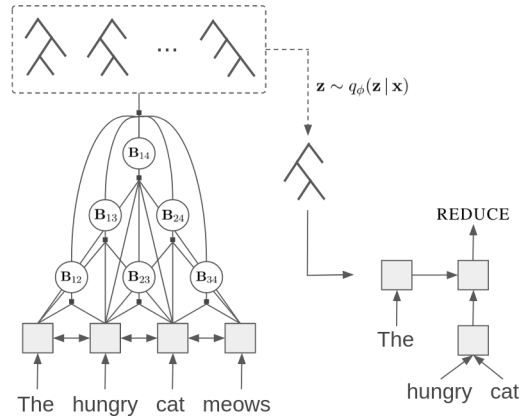 ...
z ~ qϕ(z | x)
B14
B13 B24
REDUCE
B12 B23 B34
The
The hungry cat meows
hungry cat